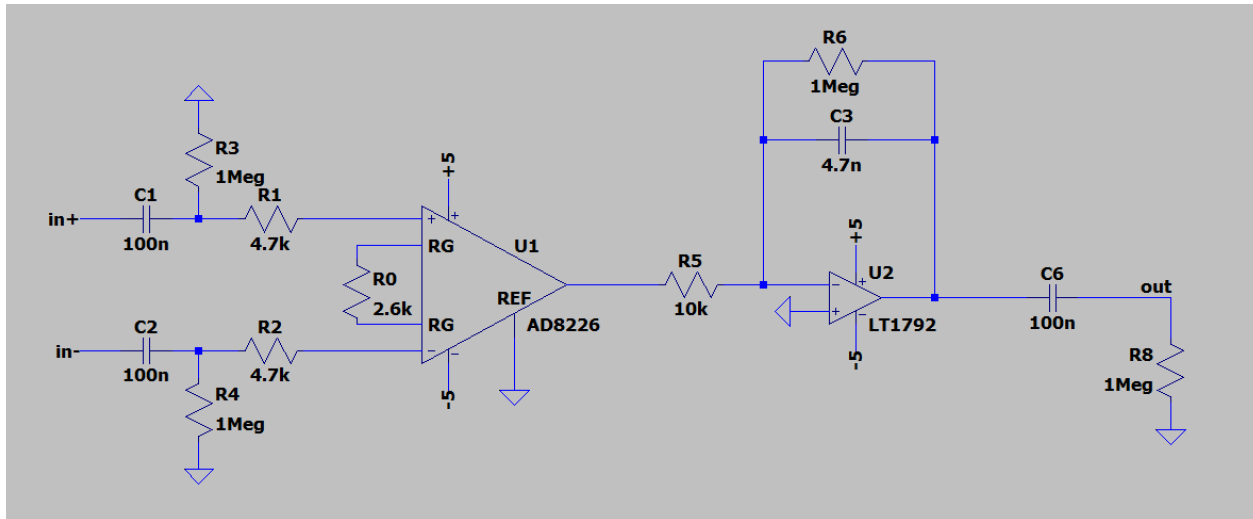 R6
1Meg
C3
4.7n
R3
1Meg
+5
C1
R1
in+
100n
4.7k
+
+
U1
RG
R0
2.6k
REF
RG
AD8226
-
-
-5
R5
10k
+5
U2
-
+
+
-
LT1792
-5
C6
out
100n
R8
1Meg
C2
R2
in-
100n
4.7k
R4
1Meg